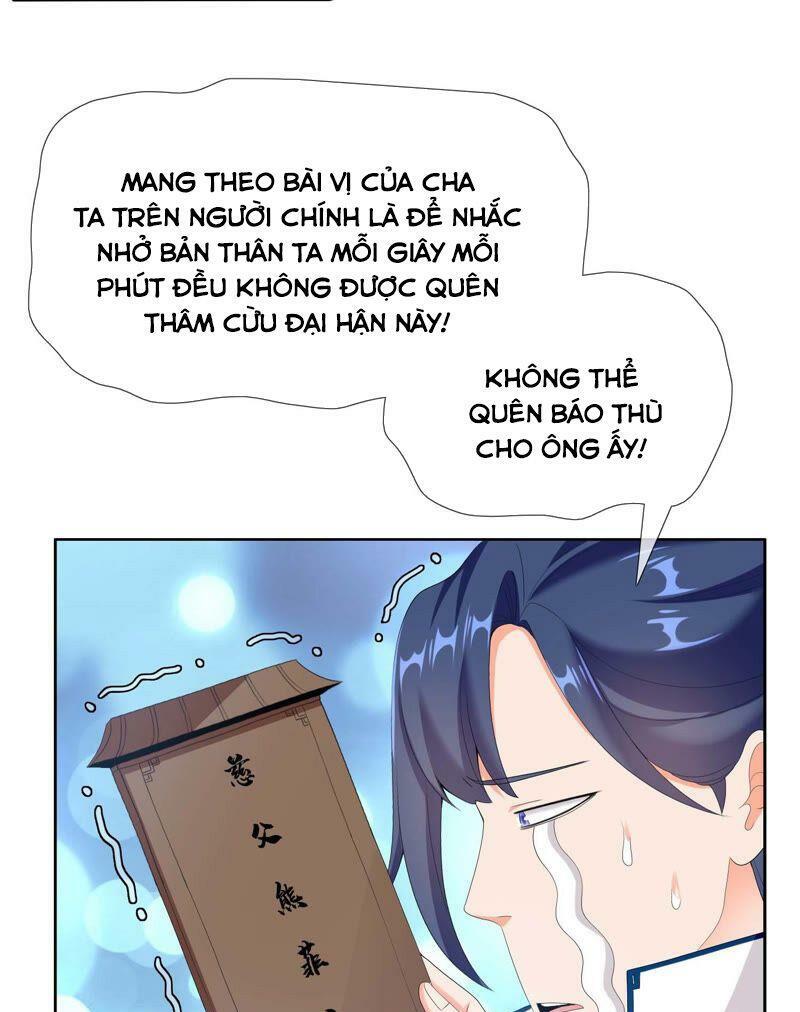 MANG THEO BÀI VỊ CỦA CHA
TA TRÊN NGƯỜI CHÍNH LÀ ĐỂ NHẮC
NHỞ BẢN THÂN TA MỖI GIÂY MỖI
PHÚT ĐỀU KHÔNG ĐƯỢC QUÊN
THÂM CỪU ĐẠI HẬN NÀY!
KHÔNG THỂ
QUÊN BÁO THÙ
CHO ÔNG ẤY!
慈父熊菲